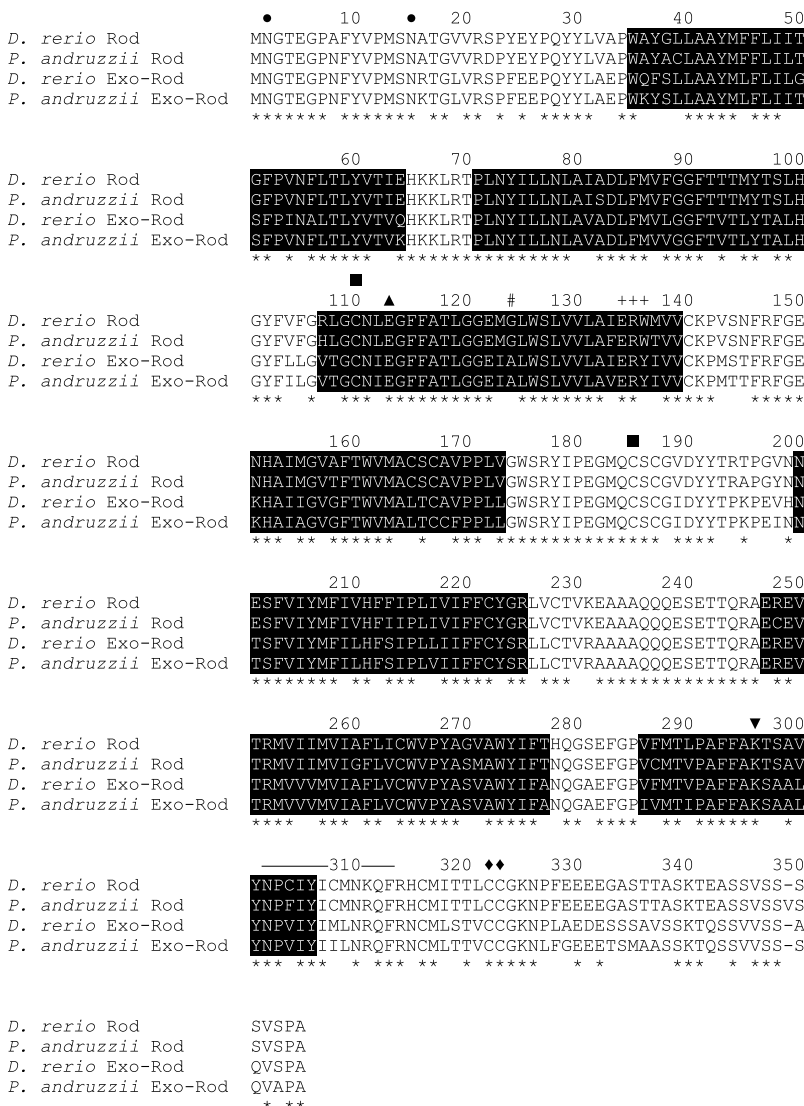 ● ●
10 20 30 40 50
D. rerio Rod MNGTEGPAFYVPMSNATGVVRSPYEYPQYYLVAPWAYGLLAAYMFFLIIT
P. andruzzii Rod MNGTEGPNFYVPMSNATGVVRDPYEYPQYYLVAPWAYACLAAYMFFLILT
D. rerio Exo-Rod MNGTEGPNFYVPMSNRTGLVRSPFEEPQYYLAEPWQFSLLAAYMLFLILG
P. andruzzii Exo-Rod MNGTEGPNFYVPMSNKTGLVRSPFEEPQYYLAEPWKYSLLAAYMLFLIIT
******* ******* ** ** * * ***** ** ***** ***
60 70 80 90 100
D. rerio Rod GFPVNFLTLYVTIEHKKLRTPLNYILLNLAIADLFMVFGGFTTTMYTSLH
P. andruzzii Rod GFPVNFLTLYVTIEHKKLRTPLNYILLNLAISDLFMVFGGFTTTMYTSLH
D. rerio Exo-Rod SFPINALTLYVTVQHKKLRTPLNYILLNLAVADLFMVLGGFTVTLYTALH
P. andruzzii Exo-Rod SFPVNFLTLYVTVKHKKLRTPLNYILLNLAVADLFMVVGGFTVTLYTALH
** * ****** **************** ***** **** * ** **
■
▲ # +++
110 120 130 140 150
D. rerio Rod GYFVFGRLGCNLEGFFATLGGEMGLWSLVVLAIERWMVVCKPVSNFRFGE
P. andruzzii Rod GYFVFGHLGCNLEGFFATLGGEMGLWSLVVLAFERWTVVCKPVSNFRFGE
D. rerio Exo-Rod GYFLLGVTGCNIEGFFATLGGEIALWSLVVLAVERYIVVCKPMSTFRFGE
P. andruzzii Exo-Rod GYFILGVTGCNIEGFFATLGGEIALWSLVVLAVERYIVVCKPMTTFRFGE
*** * *** ********** ******** ** ***** *****
■
160 170 180 190 200
D. rerio Rod NHAIMGVAFTWVMACSCAVPPLVGWSRYIPEGMQCSCGVDYYTRTPGVNN
P. andruzzii Rod NHAIMGTVFTWVMACSCAVPPLVGWSRYIPEGMQCSCGVDYYTRAPGYNN
D. rerio Exo-Rod KHAIIGVGFTWVMALTCAVPPLLGWSRYIPEGMQCSCGIDYYTPKPEVHN
P. andruzzii Exo-Rod KHAIAGVGFTWVMALTCCFPPLLGWSRYIPEGMQCSCGIDYYTPKPEINN
*** * ****** * *** *************** **** * *
210 220 230 240 250
D. rerio Rod ESFVIYMFIVHFFIPLIVIFFCYGRLVCTVKEAAAQQQESETTQRAEREV
P. andruzzii Rod ESFVIYMFIVHFFIPLIVIFFCYGRLVCTVKEAAAQQQESETTQRAECEV
D. rerio Exo-Rod TSFVIYMFILHFSIPLLIIFFCYSRLLCTVRAAAAQQQESETTQRAEREV
P. andruzzii Exo-Rod TSFVIYMFILHFSIPLVIIFFCYSRLLCTVRAAAAQQQESETTQRAEREV
******** ** *** ***** ** *** *************** **
▼
260 270 280 290 300
D. rerio Rod TRMVIIMVIAFLICWVPYAGVAWYIFTHQGSEFGPVFMTLPAFFAKTSAV
P. andruzzii Rod TRMVIIMVIGFLVCWVPYASMAWYIFTNQGSEFGPVCMTVPAFFAKTSAV
D. rerio Exo-Rod TRMVVVMVIAFLVCWVPYASVAWYIFANQGAEFGPVFMTVPAFFAKSAAL
P. andruzzii Exo-Rod TRMVVVMVIAFLVCWVPYASVAWYIFANQGAEFGPIVMTIPAFFAKSAAL
**** *** ** ****** ***** ** **** ** ****** *
♦♦
310 320 330 340 350
D. rerio Rod YNPCIYICMNKQFRHCMITTLCCGKNPFEEEEGASTTASKTEASSVSS-S
P. andruzzii Rod YNPFIYICMNRQFRHCMITTLCCGKNPFEEEEGASTTASKTEASSVSSVS
D. rerio Exo-Rod YNPVIYIMLNRQFRNCMLSTVCCGKNPLAEDESSSAVSSKTQSSVVSS-A
P. andruzzii Exo-Rod YNPVIYIILNRQFRNCMLTTVCCGKNLFGEEETSMAASSKTQSSVVSS-S
*** *** * *** ** * ***** * * *** * ***
D. rerio Rod SVSPA
P. andruzzii Rod SVSPA
D. rerio Exo-Rod QVSPA
P. andruzzii Exo-Rod QVAPA
* **